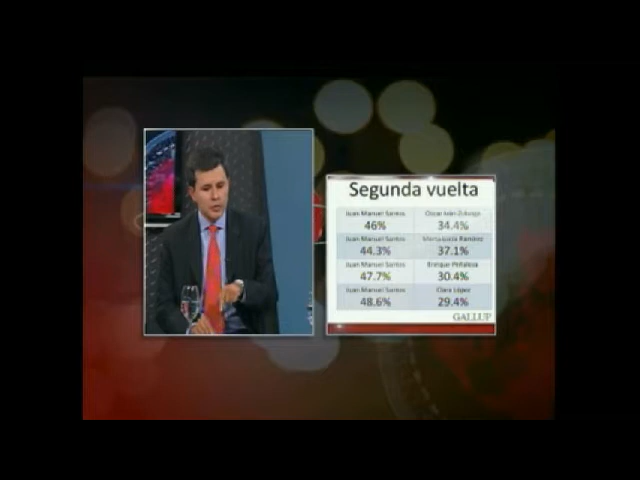 Segunda vuelta
Juan Manuel Santos Oscar Iván Zuluaga
46% 34.4%
Juan Manuel Santos Marta Lucía Ramírez
44.3% 37.1%
Juan Manuel Santos Enrique Peñalosa
47.7% 30.4%
Juan Manuel Santos Clara López
48.6% 29.4%
GALLUP